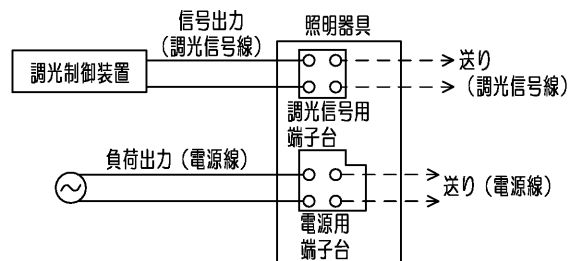 信号出力
(調光信号線)
照明器具
調光制御装置
送り
(調光信号線)
調光信号用
端子台
負荷出力(電源線)
送り(電源線)
電源用
端子台